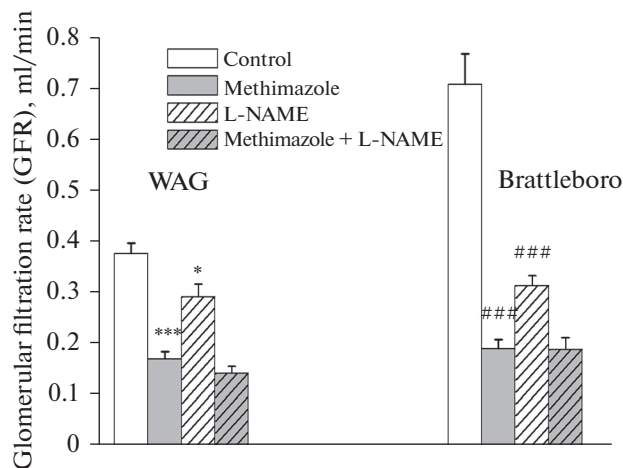 Glomerular filtration rate (GFR), ml/min
0.8
0.7
0.6
0.5
0.4
0.3
0.2
0.1
0
Control
Methimazole
L-NAME
Methimazole + L-NAME
WAG
Brattleboro
***
*
###
###